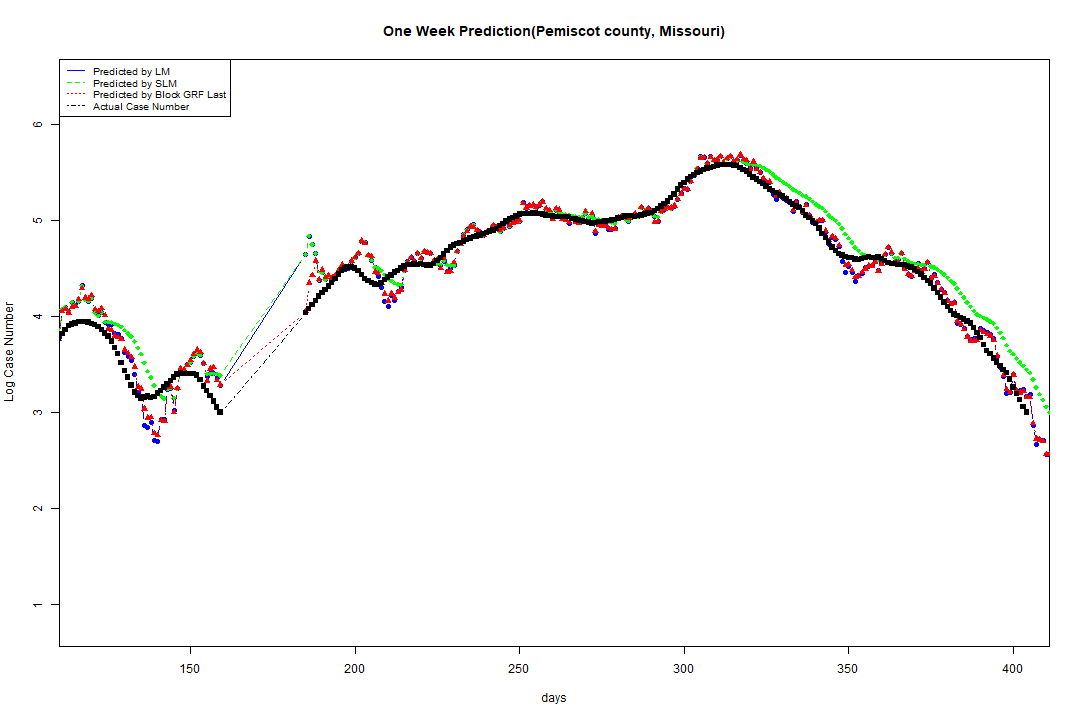 One Week Prediction(Pemiscot county, Missouri)
Predicted by LM
Predicted by SLM
Predicted by Block GRF Last
Actual Case Number
Log Case Number
6
5
4
3
2
1
150 200 250 300 350 400
days